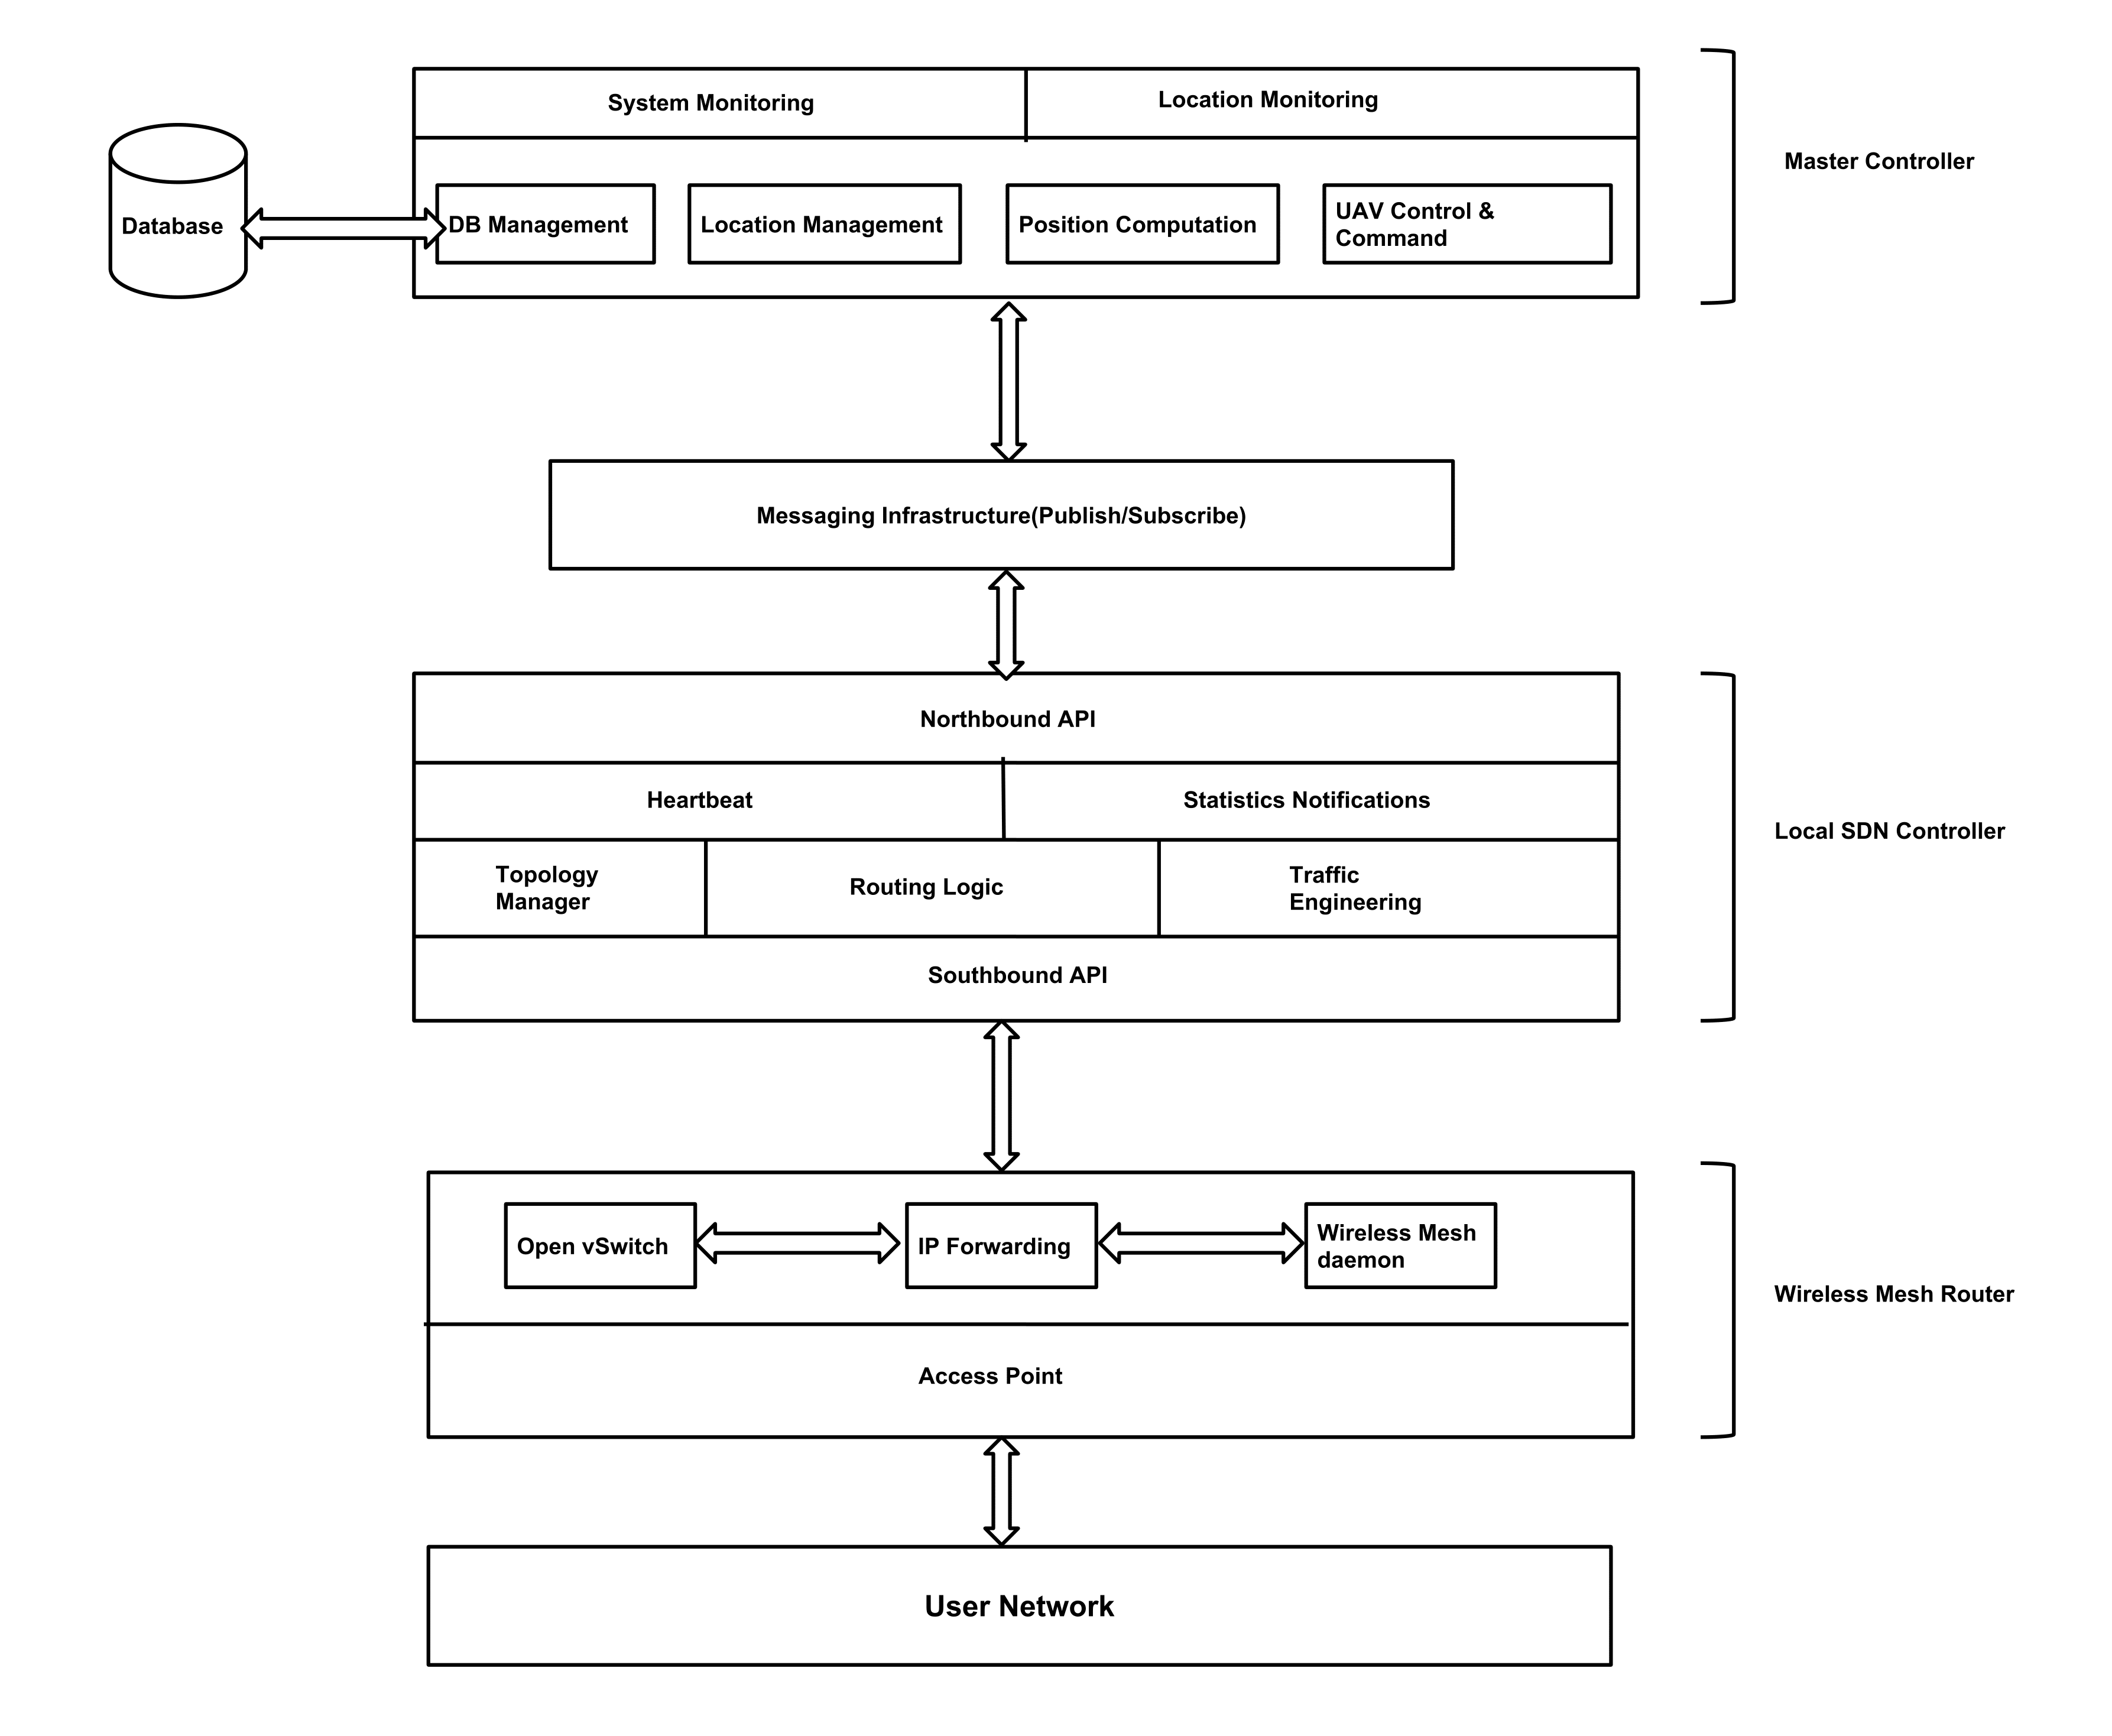 System Monitoring
Location Monitoring
Master Controller
Database
DB Management
Location Management
Position Computation
UAV Control &
Command
Messaging Infrastructure(Publish/Subscribe)
Northbound API
Heartbeat
Statistics Notifications
Local SDN Controller
Topology
Manager
Routing Logic
Traffic
Engineering
Southbound API
Open vSwitch
IP Forwarding
Wireless Mesh
daemon
Wireless Mesh Router
Access Point
User Network